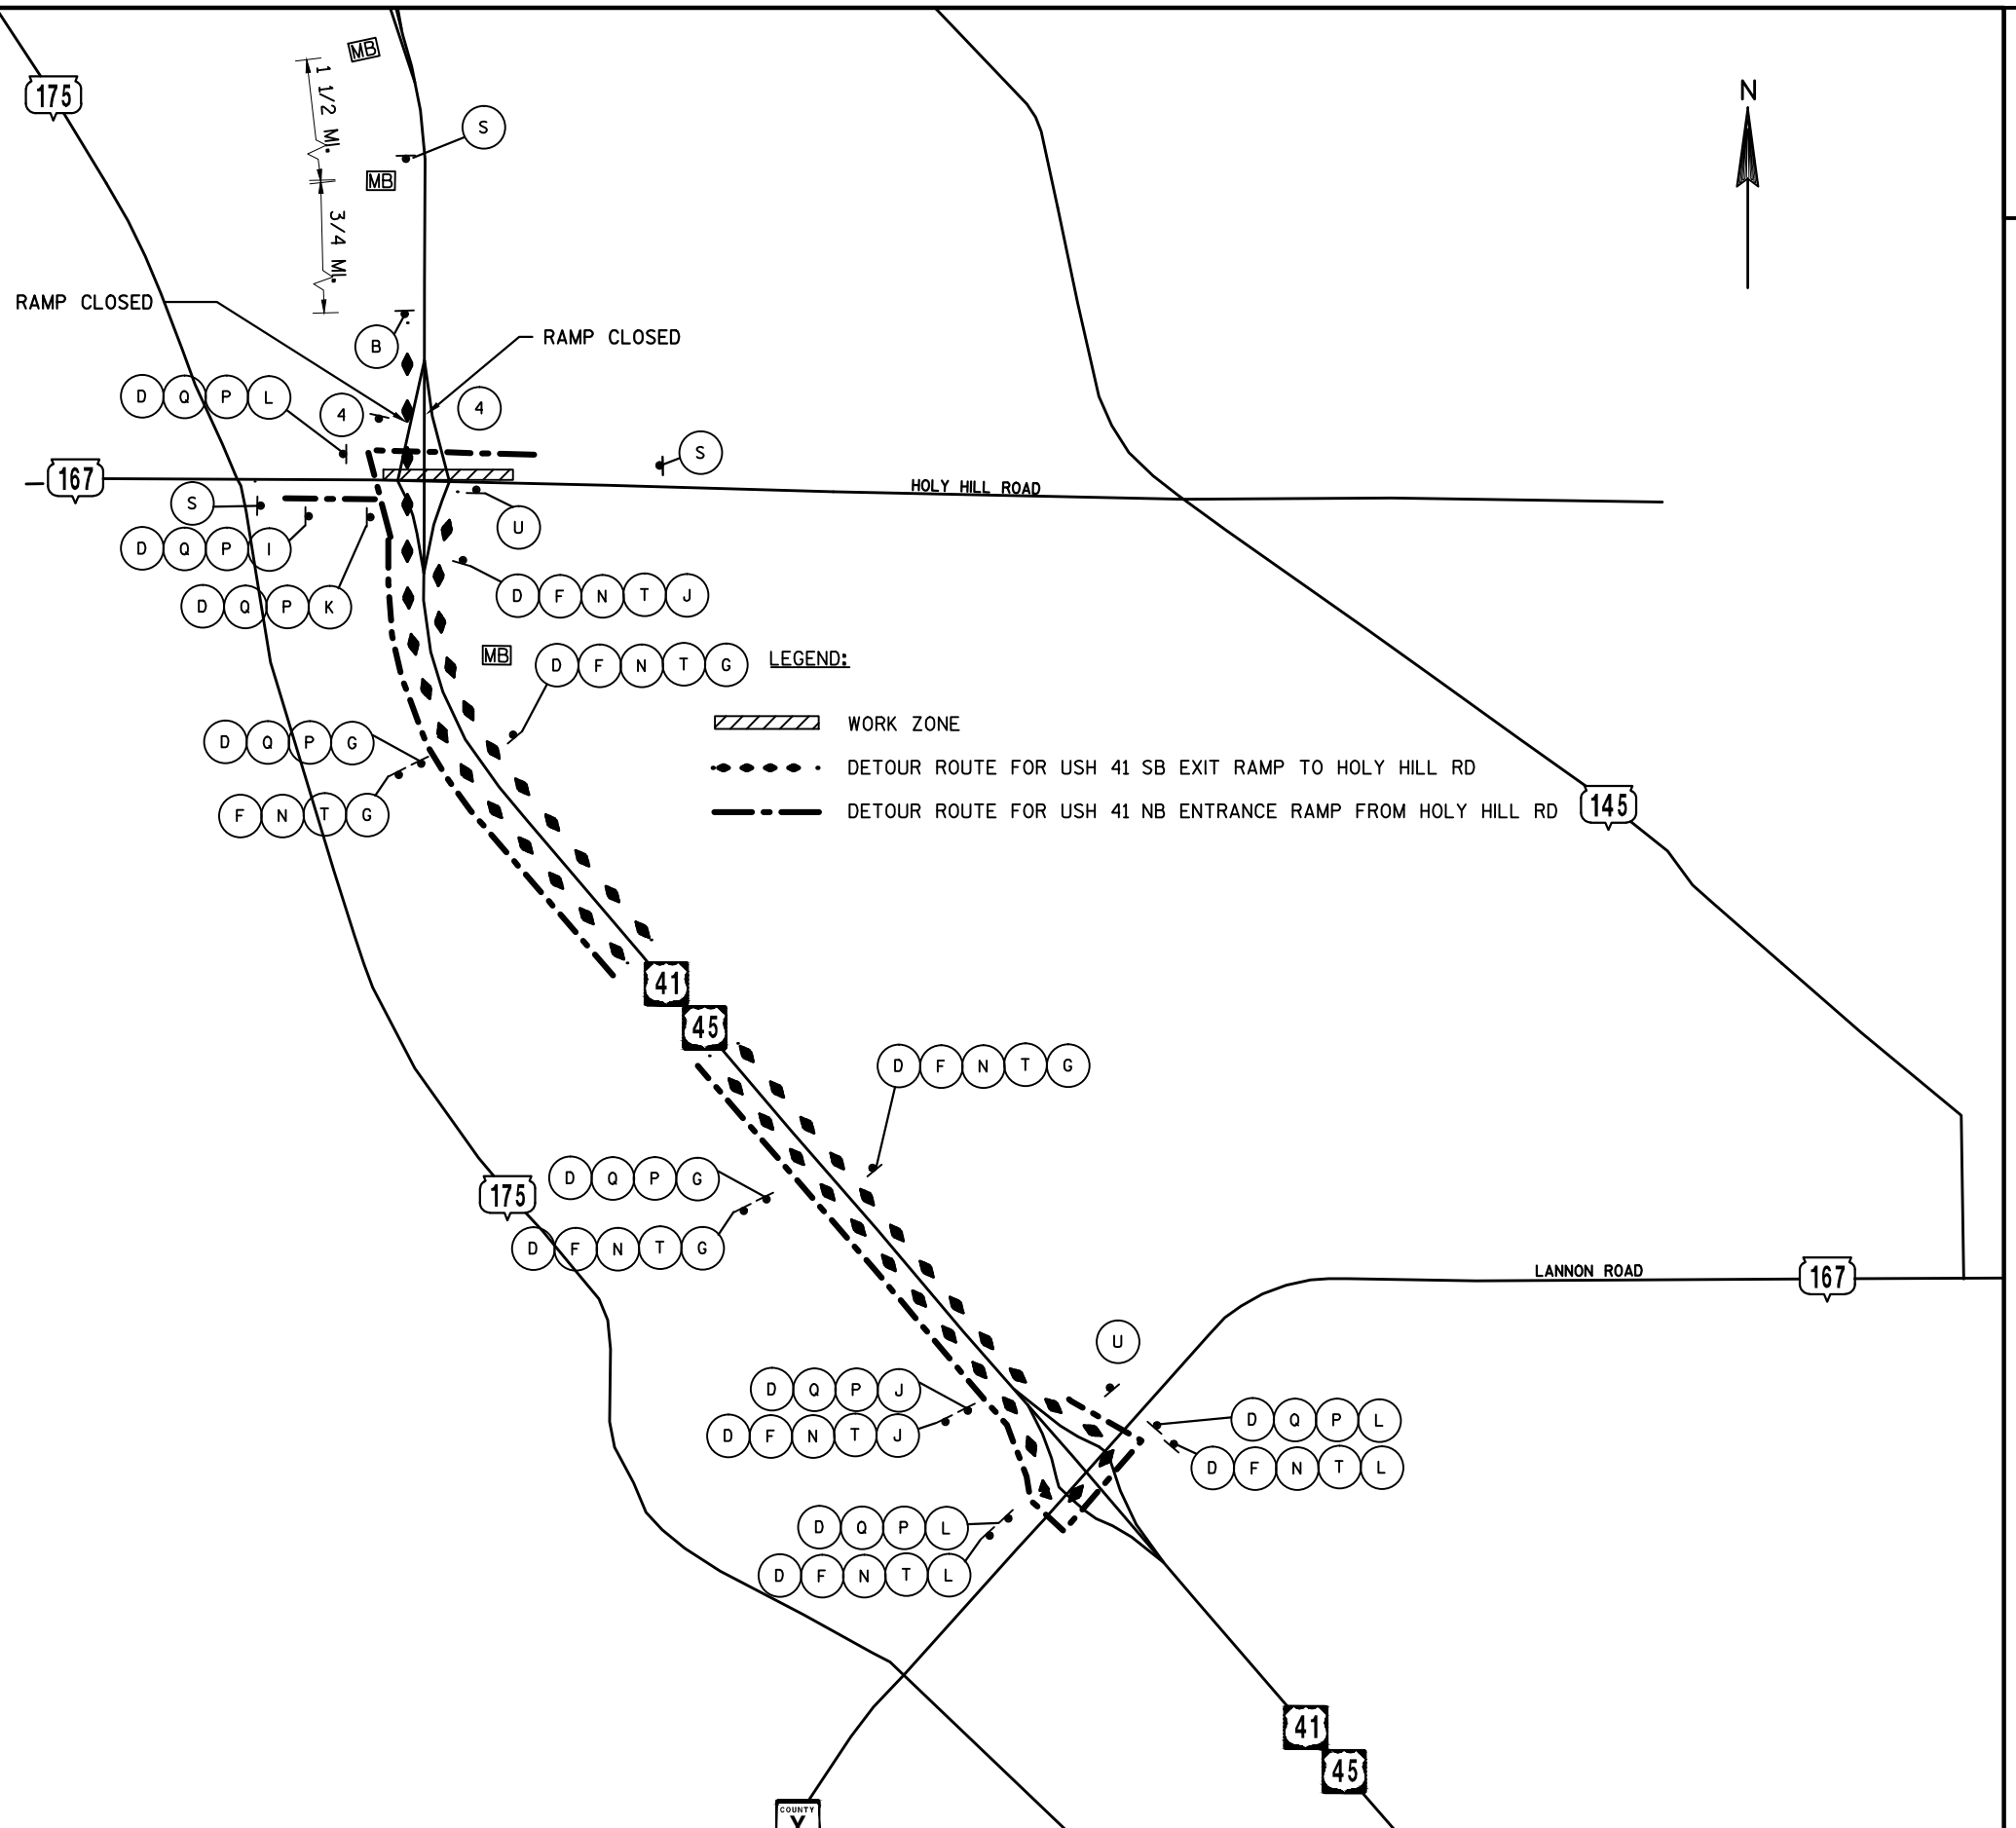 N
175
MB
1 1/2 MI.
S
MB
3/4 MI.
RAMP CLOSED
RAMP CLOSED
B
D Q P L
4
4
S
167
HOLY HILL ROAD
S
U
D Q P I
D Q P K
D F N T J
MB
D F N T G
LEGEND:
WORK ZONE
DETOUR ROUTE FOR USH 41 SB EXIT RAMP TO HOLY HILL RD
DETOUR ROUTE FOR USH 41 NB ENTRANCE RAMP FROM HOLY HILL RD
D Q P G
F N T G
145
41
45
D F N T G
D Q P G
175
D F N T G
LANNON ROAD
167
U
D Q P J
D F N T J
D Q P L
D F N T L
D Q P L
D F N T L
41
45
COUNTY
Y